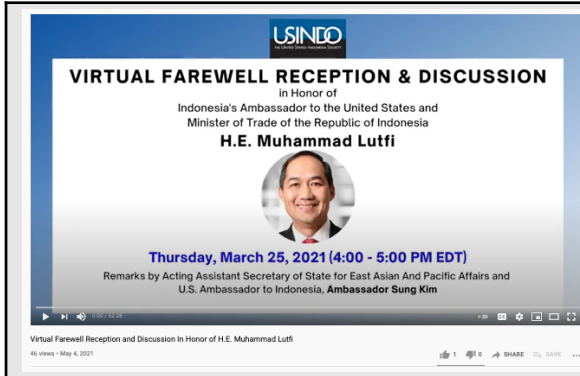 USINDO
THE UNITED STATES - INDONESIA SOCIETY
VIRTUAL FAREWELL RECEPTION & DISCUSSION
in Honor of
Indonesia's Ambassador to the United States and
Minister of Trade of the Republic of Indonesia
H.E. Muhammad Lutfi
Thursday, March 25, 2021 (4:00 - 5:00 PM EDT)
Remarks by Acting Assistant Secretary of State for East Asian And Pacific Affairs and
U.S. Ambassador to Indonesia, Ambassador Sung Kim
0:00 / 52:28
Virtual Farewell Reception and Discussion In Honor of H.E. Muhammad Lutfi
46 views • May 4, 2021
1 0 SHARE SAVE